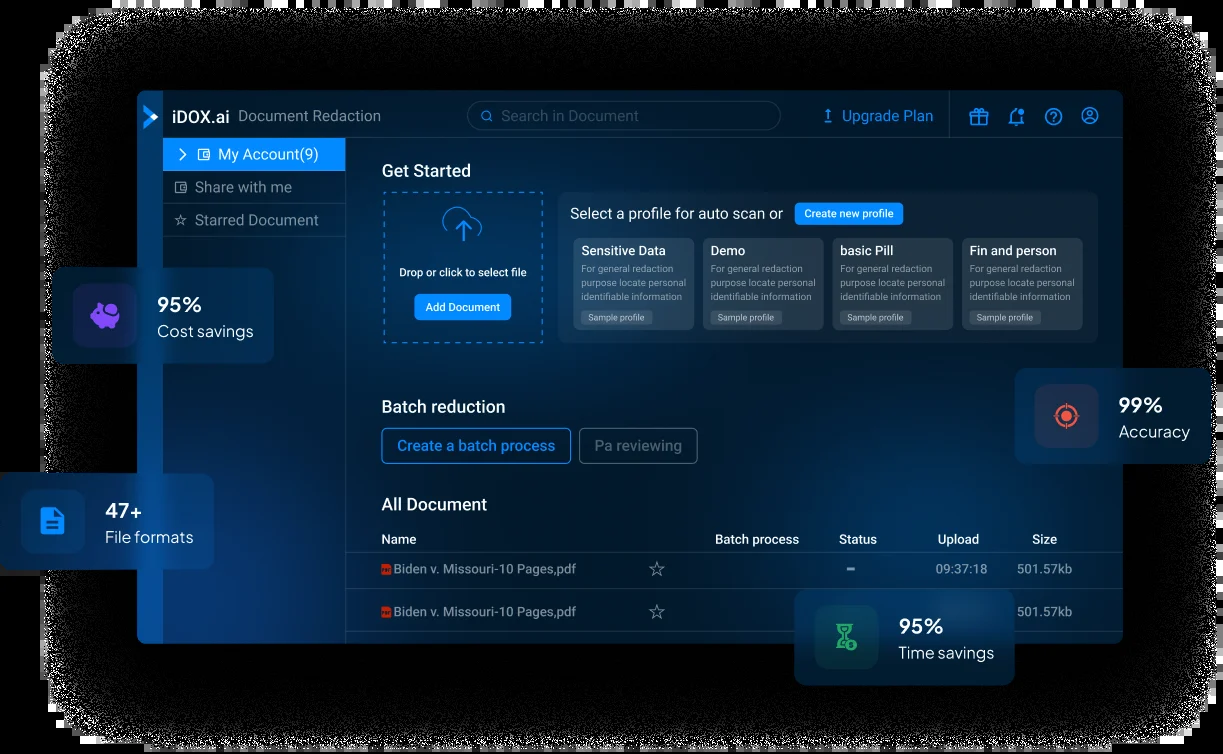 iDOX.ai Document Redaction
Search in Document
Upgrade Plan
My Account(9)
Share with me
Starred Document
Get Started
Drop or click to select file
Add Document
Select a profile for auto scan or
Create new profile
Sensitive Data
For general redaction
purpose locate personal
identifiable information
Sample profile
Demo
For general redaction
purpose locate personal
identifiable information
Sample profile
basic Pill
For general redaction
purpose locate personal
identifiable information
Sample profile
Fin and person
For general redaction
purpose locate personal
identifiable information
Sample profile
95%
Cost savings
99%
Accuracy
Batch reduction
Create a batch process
Pa reviewing
47+
File formats
All Document
Name Batch process Status Upload Size
Biden v. Missouri-10 Pages,pdf 09:37:18 501.57kb
Biden v. Missouri-10 Pages,pdf 501.57kb
95%
Time savings